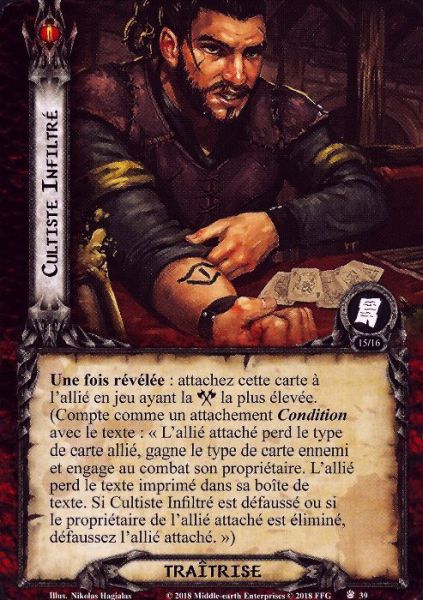 CULTISTE INFILTRÉ
15/16
Une fois révélée : attachez cette carte à
l'allié en jeu ayant la la plus élevée.
(Compte comme un attachement Condition
avec le texte : « L'allié attaché perd le type
de carte allié, gagne le type de carte ennemi
et engage au combat son propriétaire. L'allié
perd le texte imprimé dans sa boîte de
texte. Si Cultiste Infiltré est défaussé ou si
le propriétaire de l'allié attaché est éliminé,
défaussez l'allié attaché. »)
TRAÎTRISE
Illus. Nikolas Hagialas © 2018 Middle-earth Enterprises © 2018 FFG 39